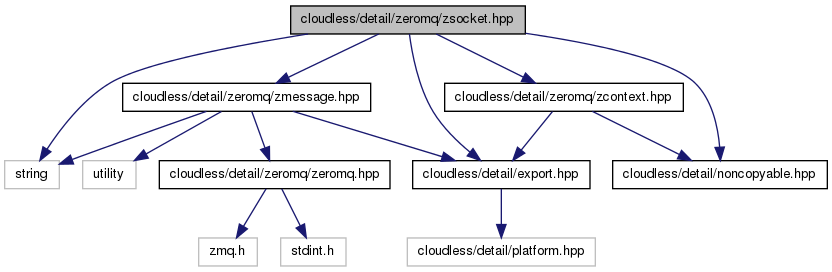 cloudless/detail/zeromq/zsocket.hpp
cloudless/detail/zeromq/zmessage.hpp
cloudless/detail/zeromq/zcontext.hpp
string
utility
cloudless/detail/zeromq/zeromq.hpp
cloudless/detail/export.hpp
cloudless/detail/noncopyable.hpp
zmq.h
stdint.h
cloudless/detail/platform.hpp